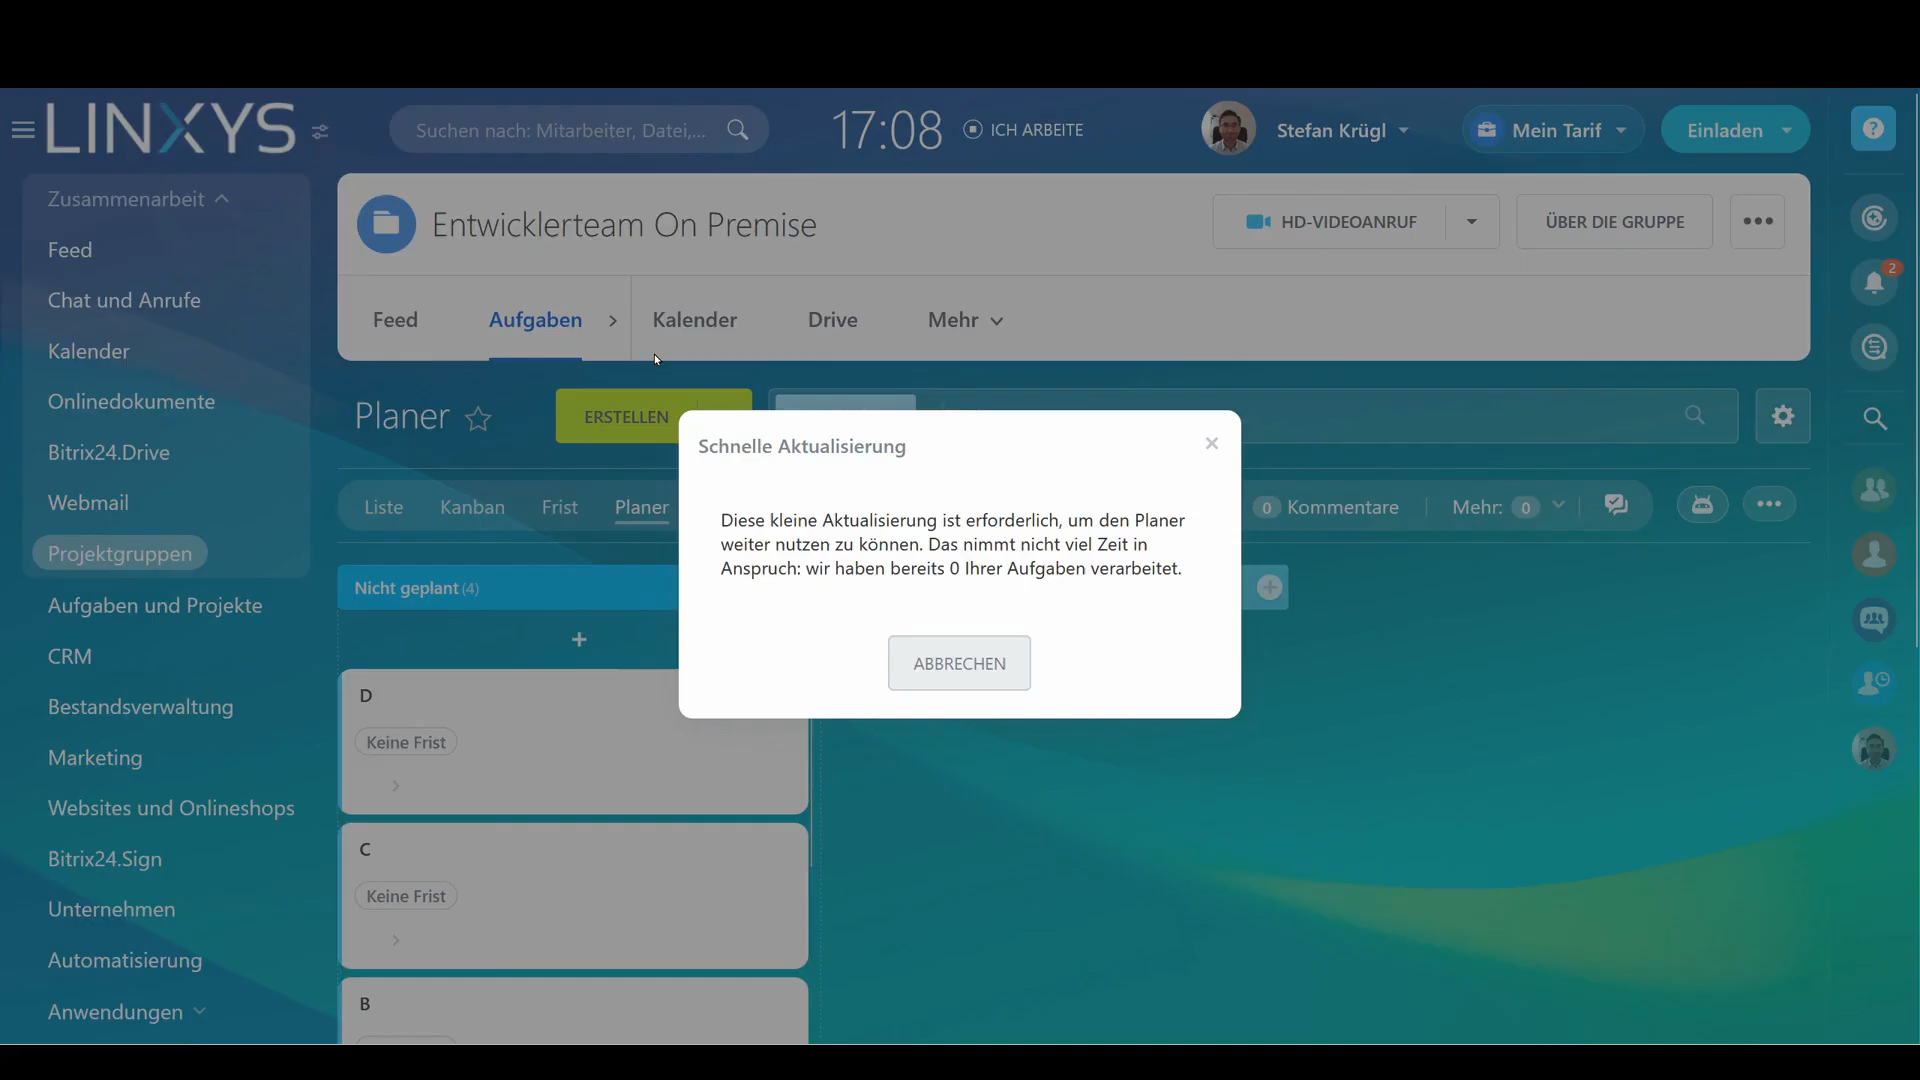 LINXYS
Suchen nach: Mitarbeiter, Datei,...
17:08
ICH ARBEITE
Stefan Krügl
Mein Tarif
Einladen
?
Zusammenarbeit
Feed
Chat und Anrufe
Kalender
Onlinedokumente
Bitrix24.Drive
Webmail
Projektgruppen
Aufgaben und Projekte
CRM
Bestandsverwaltung
Marketing
Websites und Onlineshops
Bitrix24.Sign
Unternehmen
Automatisierung
Anwendungen
Entwicklerteam On Premise
HD-VIDEOANRUF
ÜBER DIE GRUPPE
Feed
Aufgaben
Kalender
Drive
Mehr
Planer
ERSTELLEN
Liste
Kanban
Frist
Planer
0 Kommentare
Mehr: 0
Nicht geplant (4)
+
D
Keine Frist
C
Keine Frist
B
Schnelle Aktualisierung
Diese kleine Aktualisierung ist erforderlich, um den Planer
weiter nutzen zu können. Das nimmt nicht viel Zeit in
Anspruch: wir haben bereits 0 Ihrer Aufgaben verarbeitet.
ABBRECHEN
2